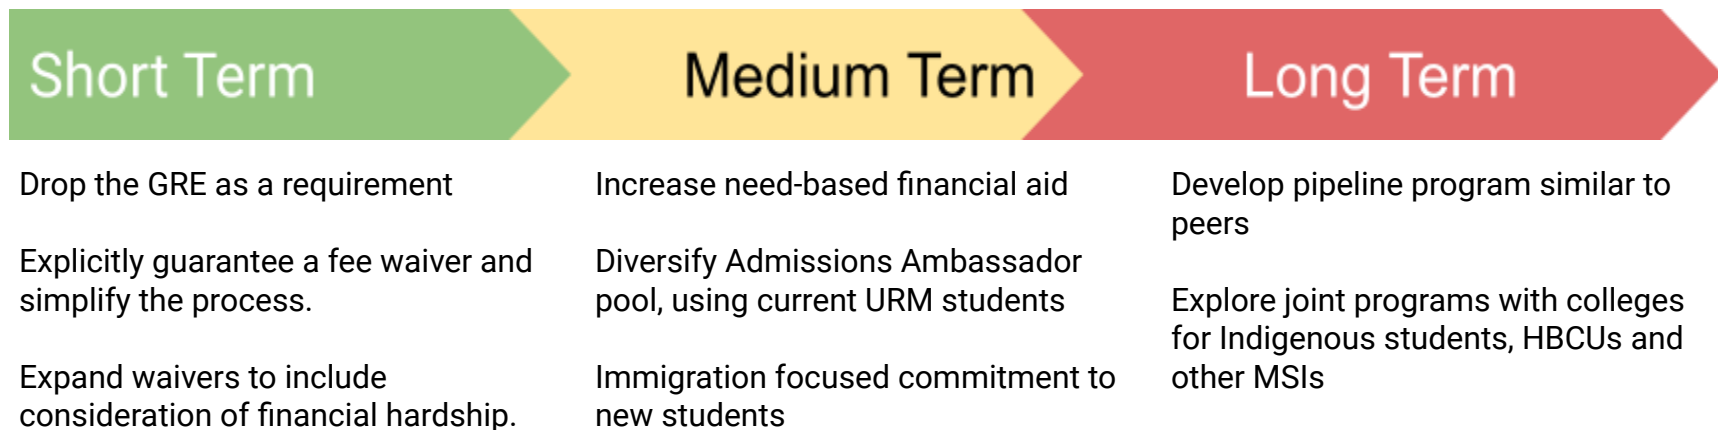 Short Term
Medium Term
Long Term
Drop the GRE as a requirement
Explicitly guarantee a fee waiver and
simplify the process.
Expand waivers to include
consideration of financial hardship.
Increase need-based financial aid
Diversify Admissions Ambassador
pool, using current URM students
Immigration focused commitment to
new students
Develop pipeline program similar to
peers
Explore joint programs with colleges
for Indigenous students, HBCUs and
other MSIs